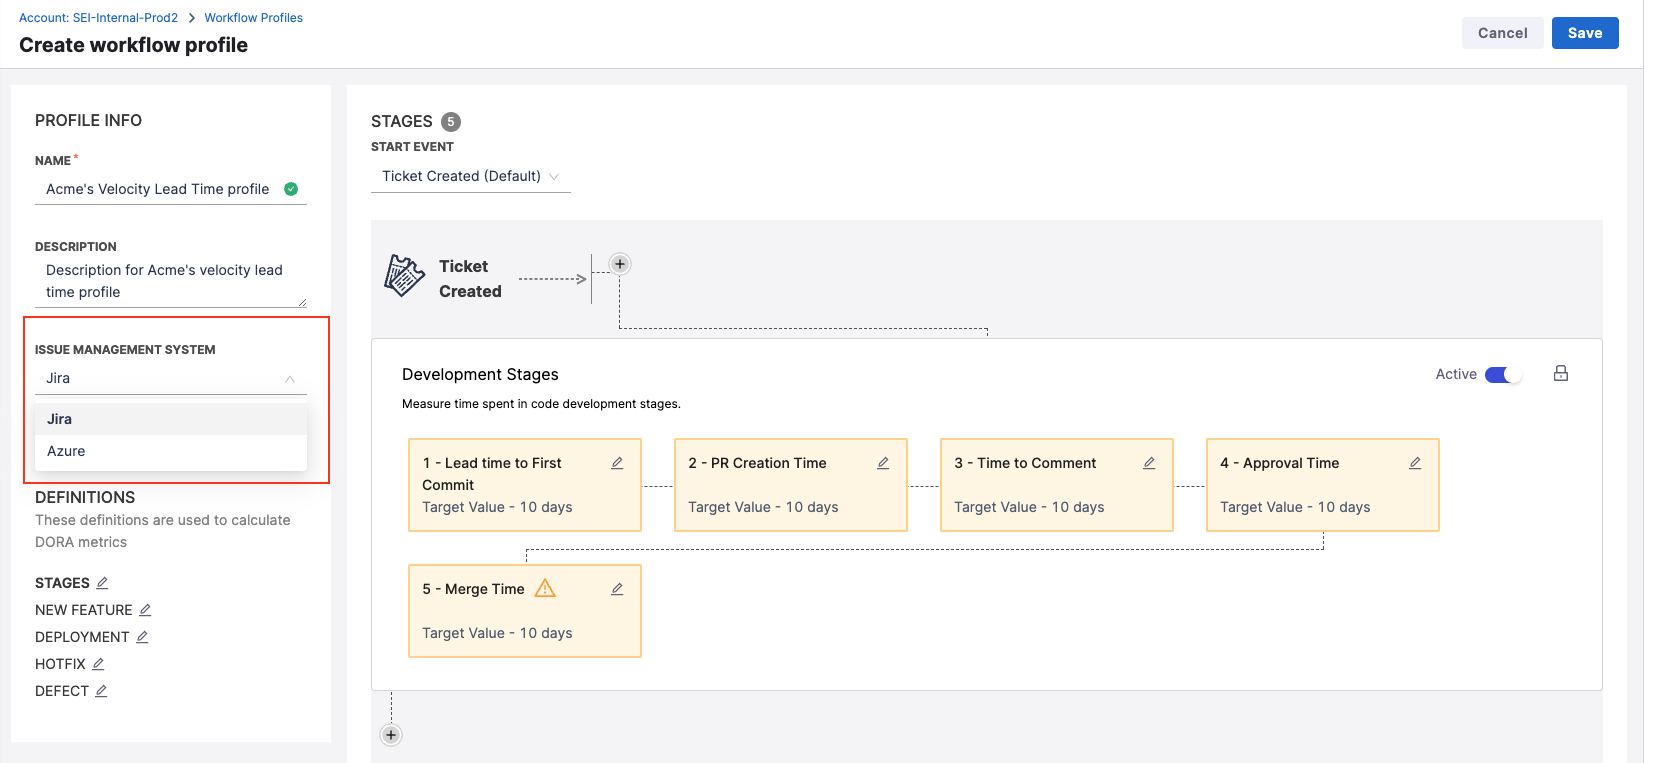 Account: SEI-Internal-Prod2 > Workflow Profiles
Create workflow profile
Cancel
Save
PROFILE INFO
NAME*
Acme's Velocity Lead Time profile
DESCRIPTION
Description for Acme's velocity lead
time profile
ISSUE MANAGEMENT SYSTEM
Jira
Jira
Azure
DEFINITIONS
These definitions are used to calculate
DORA metrics
STAGES
NEW FEATURE
DEPLOYMENT
HOTFIX
DEFECT
STAGES 5
START EVENT
Ticket Created (Default)
Ticket
Created
Development Stages
Active
Measure time spent in code development stages.
1 - Lead time to First
Commit
Target Value - 10 days
2 - PR Creation Time
Target Value - 10 days
3 - Time to Comment
Target Value - 10 days
4 - Approval Time
Target Value - 10 days
5 - Merge Time
Target Value - 10 days